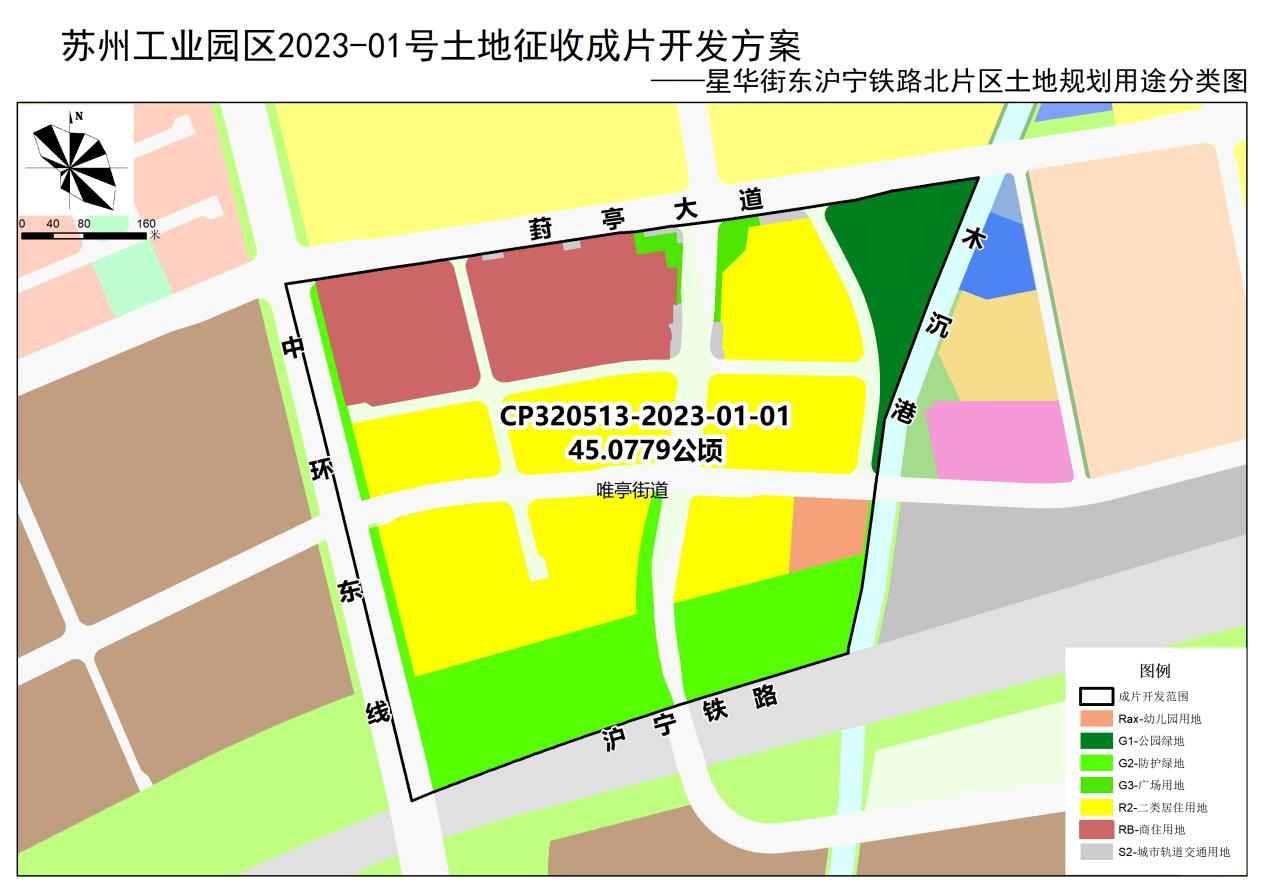 苏州工业园区2023-01号土地征收成片开发方案
——星华街东沪宁铁路北片区土地规划用途分类图
N
0 40 80 160
米
葑亭大道
木沉港
中环东线
CP320513-2023-01-01
45.0779公顷
唯亭街道
沪宁铁路
图例
成片开发范围
Rax-幼儿园用地
G1-公园绿地
G2-防护绿地
G3-广场用地
R2-二类居住用地
RB-商住用地
S2-城市轨道交通用地